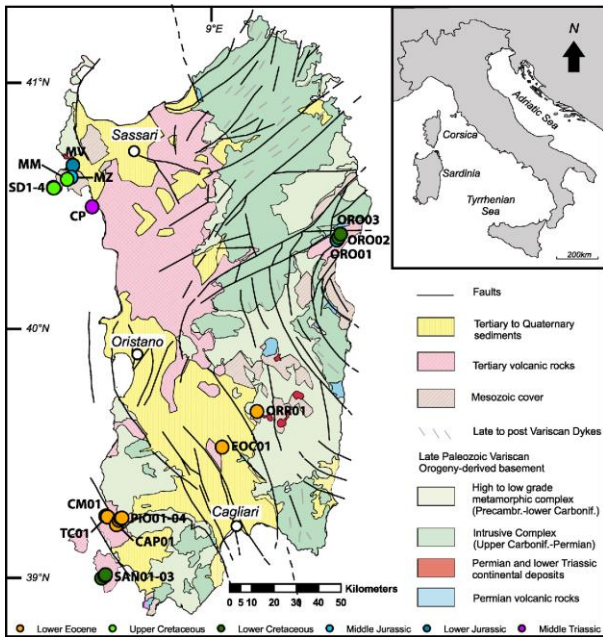 9°E
41°N
Sassari
MV
MM
MZ
SD1-4
CP
ORO03
ORO02
ORO01
40°N
Oristano
ORR01
EOC01
CM01
PIO01-04
TC01
CAP01
Cagliari
SAN01-03
39°N
Kilometers
0 5 10 20 30 40 50
N
Adriatic Sea
Corsica
Sardinia
Tyrrhenian
Sea
200km
Faults
Tertiary to Quaternary
sediments
Tertiary volcanic rocks
Mesozoic cover
Late to post Variscan Dykes
Late Paleozoic Variscan
Orogeny-derived basement
High to low grade
metamorphic complex
(Precambr.-lower Carbonif.)
Intrusive Complex
(Upper Carbonif.-Permian)
Permian and lower Triassic
continental deposits
Permian volcanic rocks
Lower Eocene
Upper Cretaceous
Lower Cretaceous
Middle Jurassic
Lower Jurassic
Middle Triassic